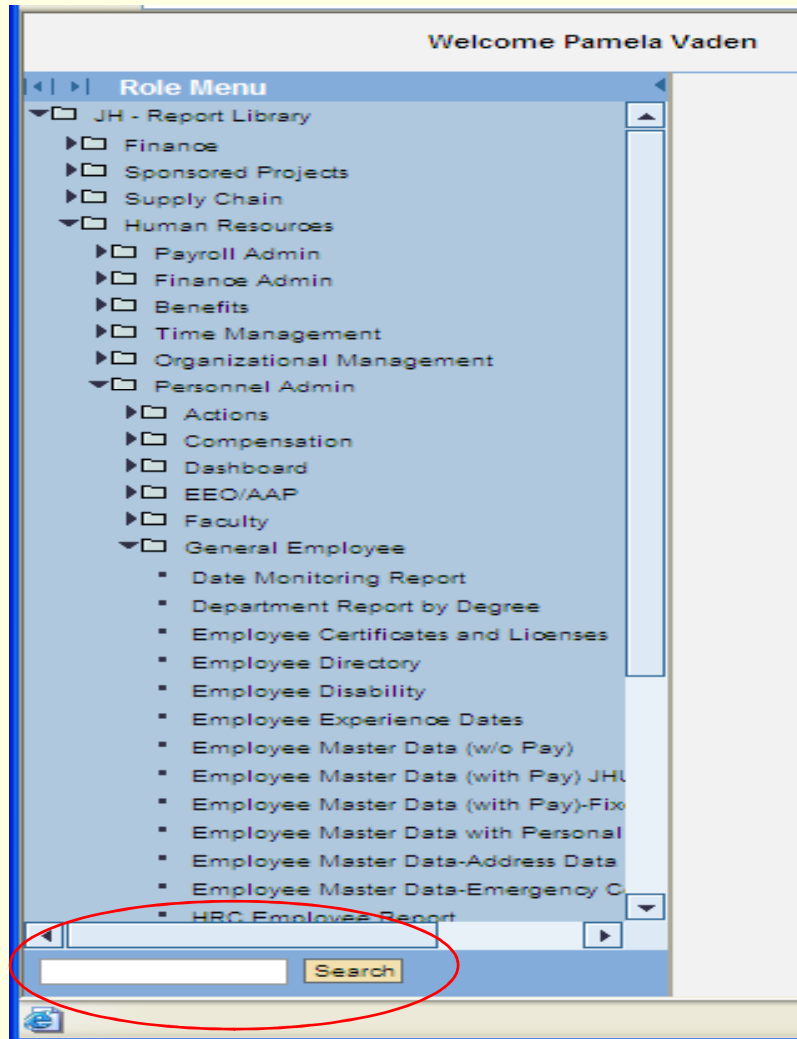 Welcome Pamela Vaden
Role Menu
JH - Report Library
Finance
Sponsored Projects
Supply Chain
Human Resources
Payroll Admin
Finance Admin
Benefits
Time Management
Organizational Management
Personnel Admin
Actions
Compensation
Dashboard
EEO/AAP
Faculty
General Employee
Date Monitoring Report
Department Report by Degree
Employee Certificates and Licenses
Employee Directory
Employee Disability
Employee Experience Dates
Employee Master Data (w/o Pay)
Employee Master Data (with Pay) JHU
Employee Master Data (with Pay)-Fix
Employee Master Data with Personal
Employee Master Data-Address Data
Employee Master Data-Emergency C
HRC Employee Report
Search